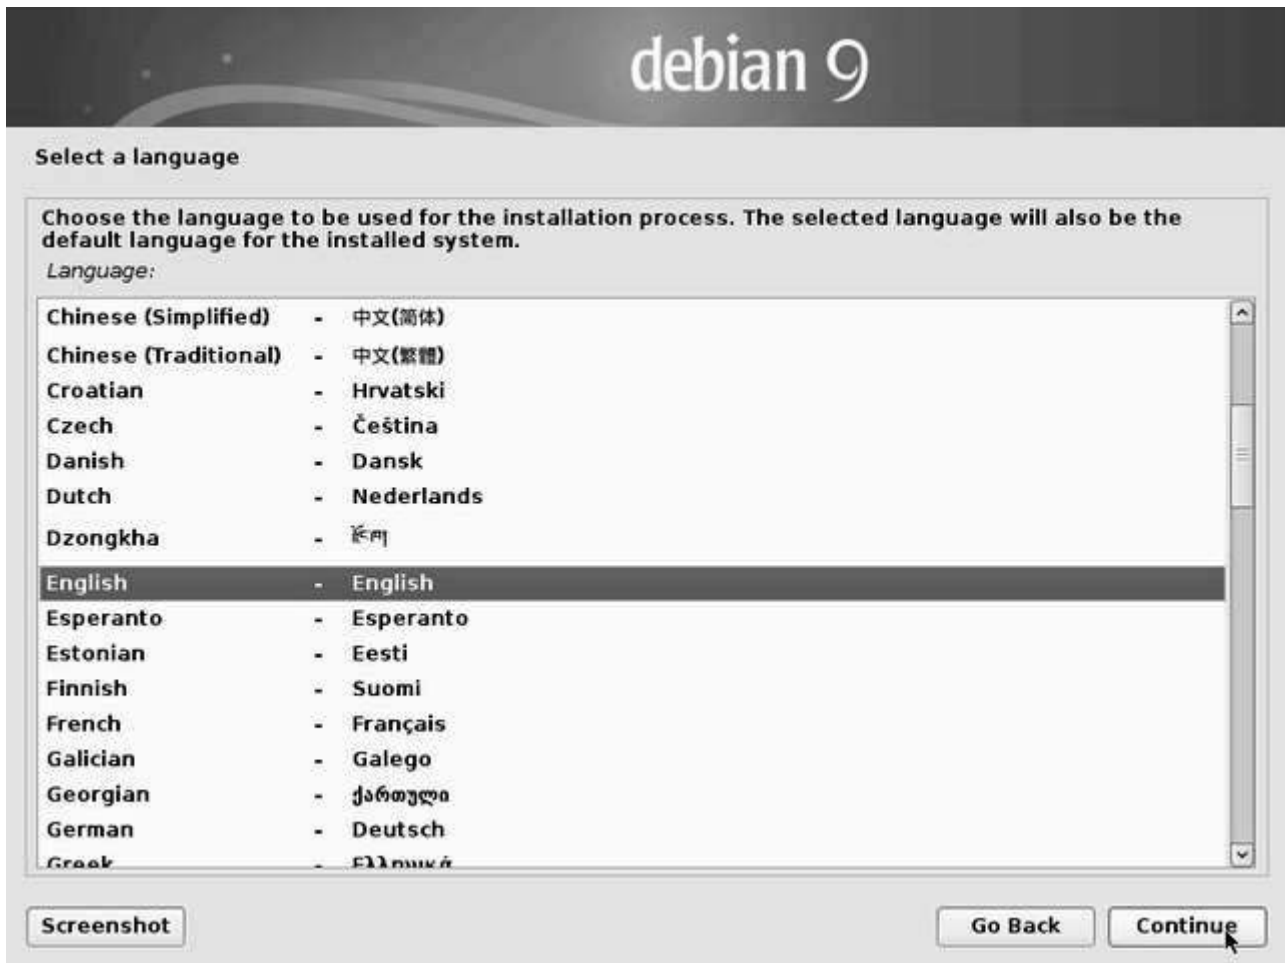 debian 9
Select a language
Choose the language to be used for the installation process. The selected language will also be the
default language for the installed system.
Language:
Chinese (Simplified) - 中文(简体)
Chinese (Traditional) - 中文(繁體)
Croatian - Hrvatski
Czech - Čeština
Danish - Dansk
Dutch - Nederlands
Dzongkha - རྫོང་ཁ།
English - English
Esperanto - Esperanto
Estonian - Eesti
Finnish - Suomi
French - Français
Galician - Galego
Georgian - ქართული
German - Deutsch
Greek - Ελληνικά
Screenshot Go Back Continue